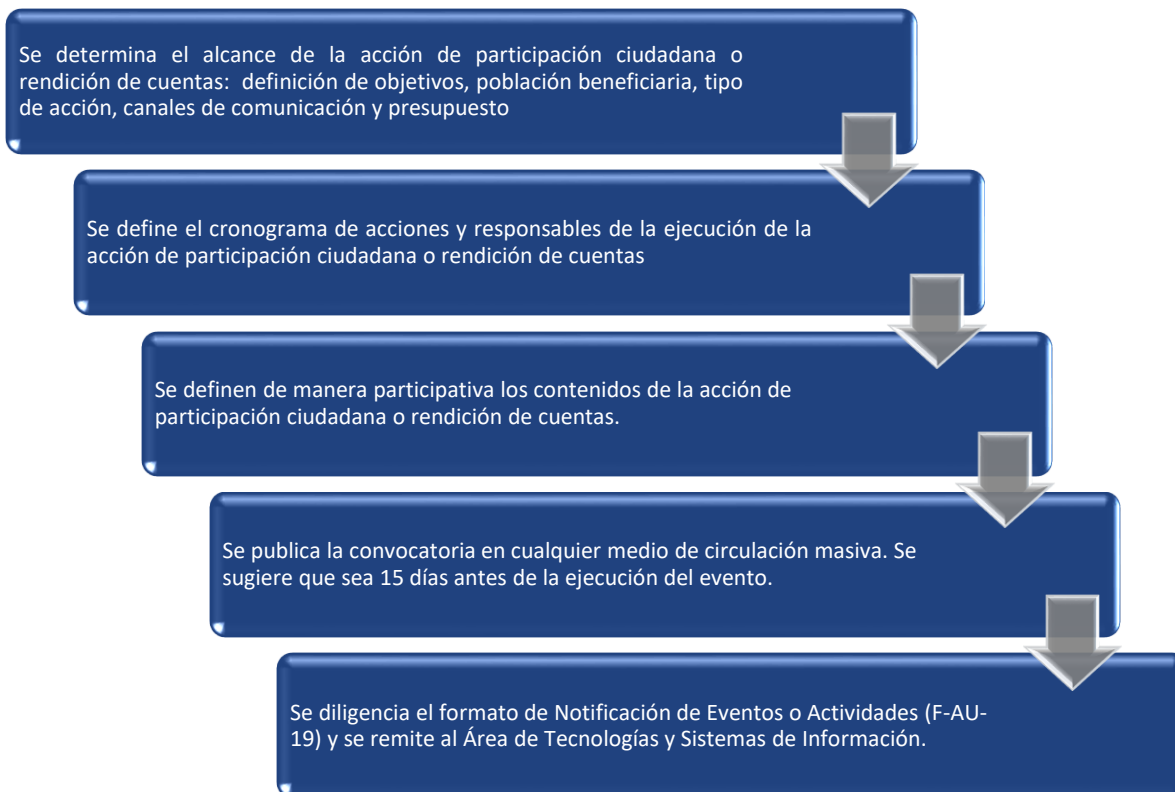 Se determina el alcance de la acción de participación ciudadana o
rendición de cuentas: definición de objetivos, población beneficiaria, tipo
de acción, canales de comunicación y presupuesto
Se define el cronograma de acciones y responsables de la ejecución de la
acción de participación ciudadana o rendición de cuentas
Se definen de manera participativa los contenidos de la acción de
participación ciudadana o rendición de cuentas.
Se publica la convocatoria en cualquier medio de circulación masiva. Se
sugiere que sea 15 días antes de la ejecución del evento.
Se diligencia el formato de Notificación de Eventos o Actividades (F-AU-
19) y se remite al Área de Tecnologías y Sistemas de Información.